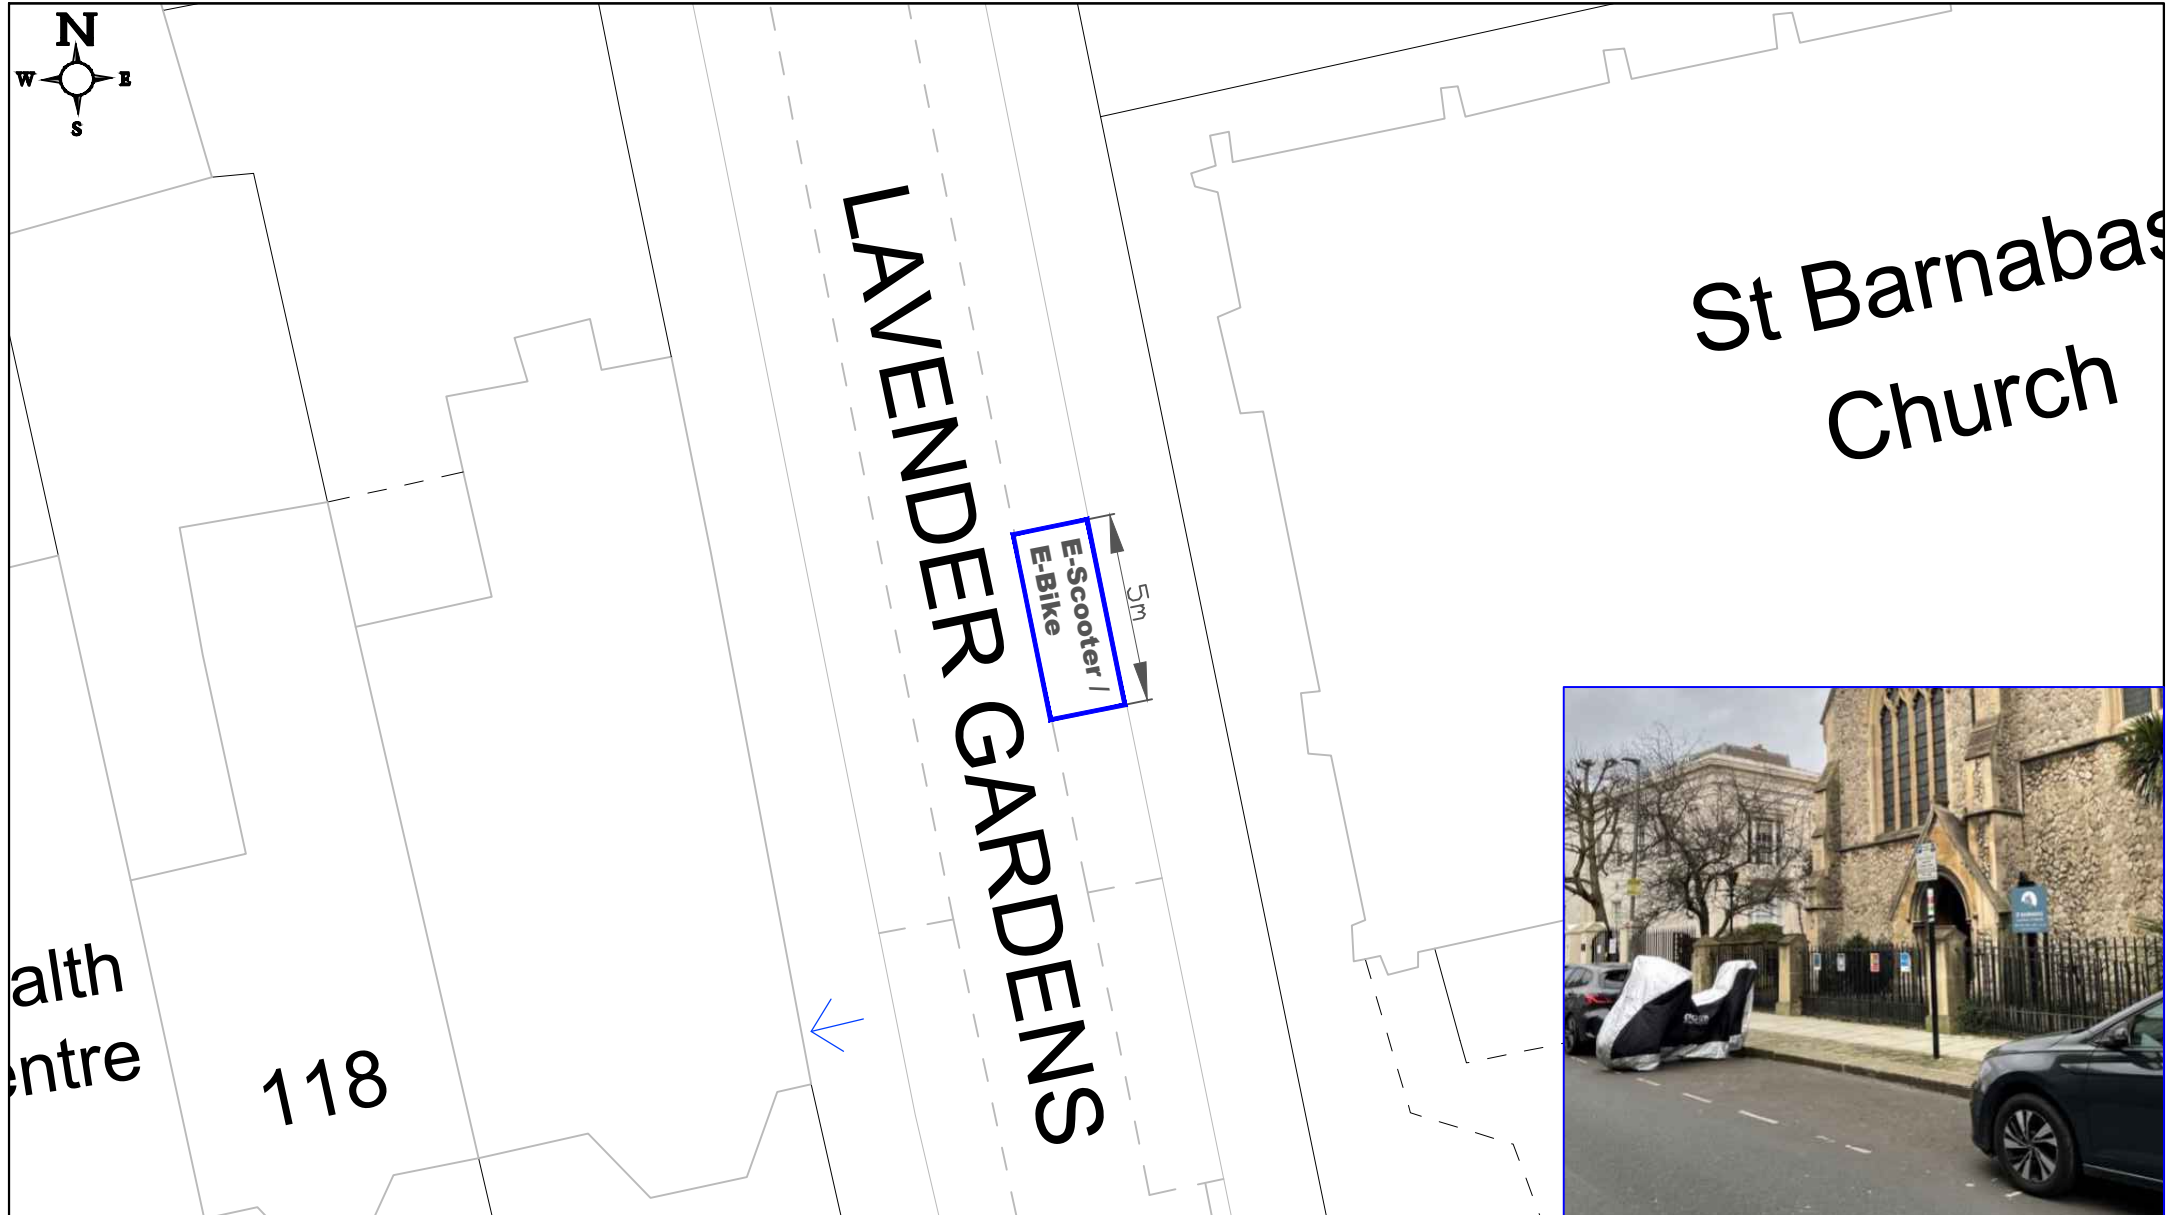 N
W
E
S
LAVENDER GARDENS
St Barnabas
Church
E-Scooter /
E-Bike
5m
alth
entre
118